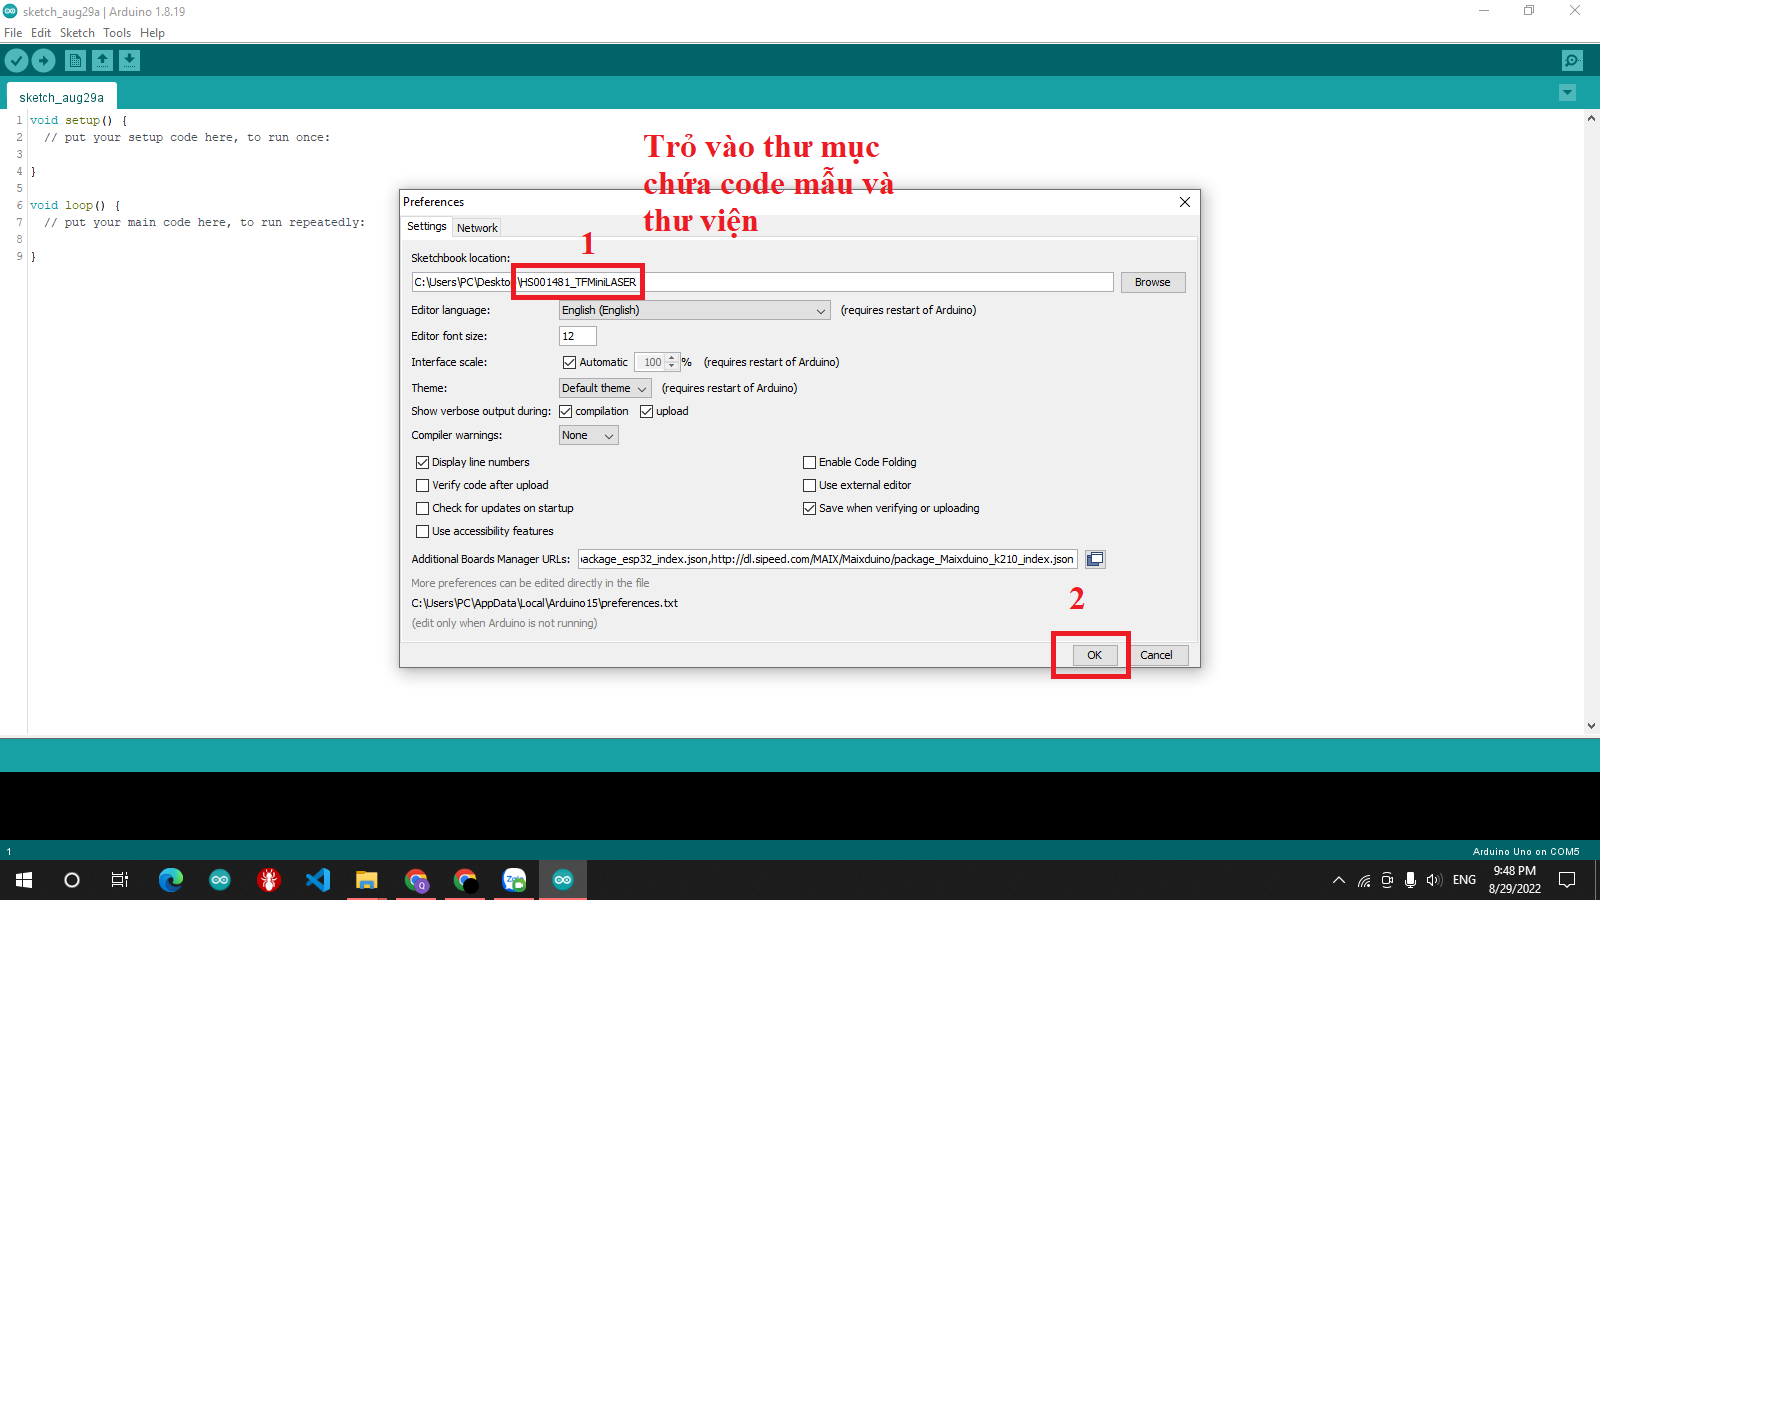 sketch_aug29a | Arduino 1.8.19
File Edit Sketch Tools Help
sketch_aug29a
1 void setup() {
2 // put your setup code here, to run once:
3
4 }
5
6 void loop() {
7 // put your main code here, to run repeatedly:
8
9 }
Trỏ vào thư mục
chứa code mẫu và
thư viện
Preferences
Settings Network
1
Sketchbook location:
C:\Users\PC\Desktop\HS001481_TFMiniLASER
Browse
Editor language: English (English) (requires restart of Arduino)
Editor font size: 12
Interface scale: Automatic 100 % (requires restart of Arduino)
Theme: Default theme (requires restart of Arduino)
Show verbose output during: compilation upload
Compiler warnings: None
Display line numbers Enable Code Folding
Verify code after upload Use external editor
Check for updates on startup Save when verifying or uploading
Use accessibility features
Additional Boards Manager URLs: package_esp32_index.json,http://dl.sipeed.com/MAIX/Maixduino/package_Maixduino_k210_index.json
More preferences can be edited directly in the file
C:\Users\PC\AppData\Local\Arduino15\preferences.txt
(edit only when Arduino is not running)
2
OK Cancel
1 Arduino Uno on COM5
Zalo
ENG
9:48 PM
8/29/2022